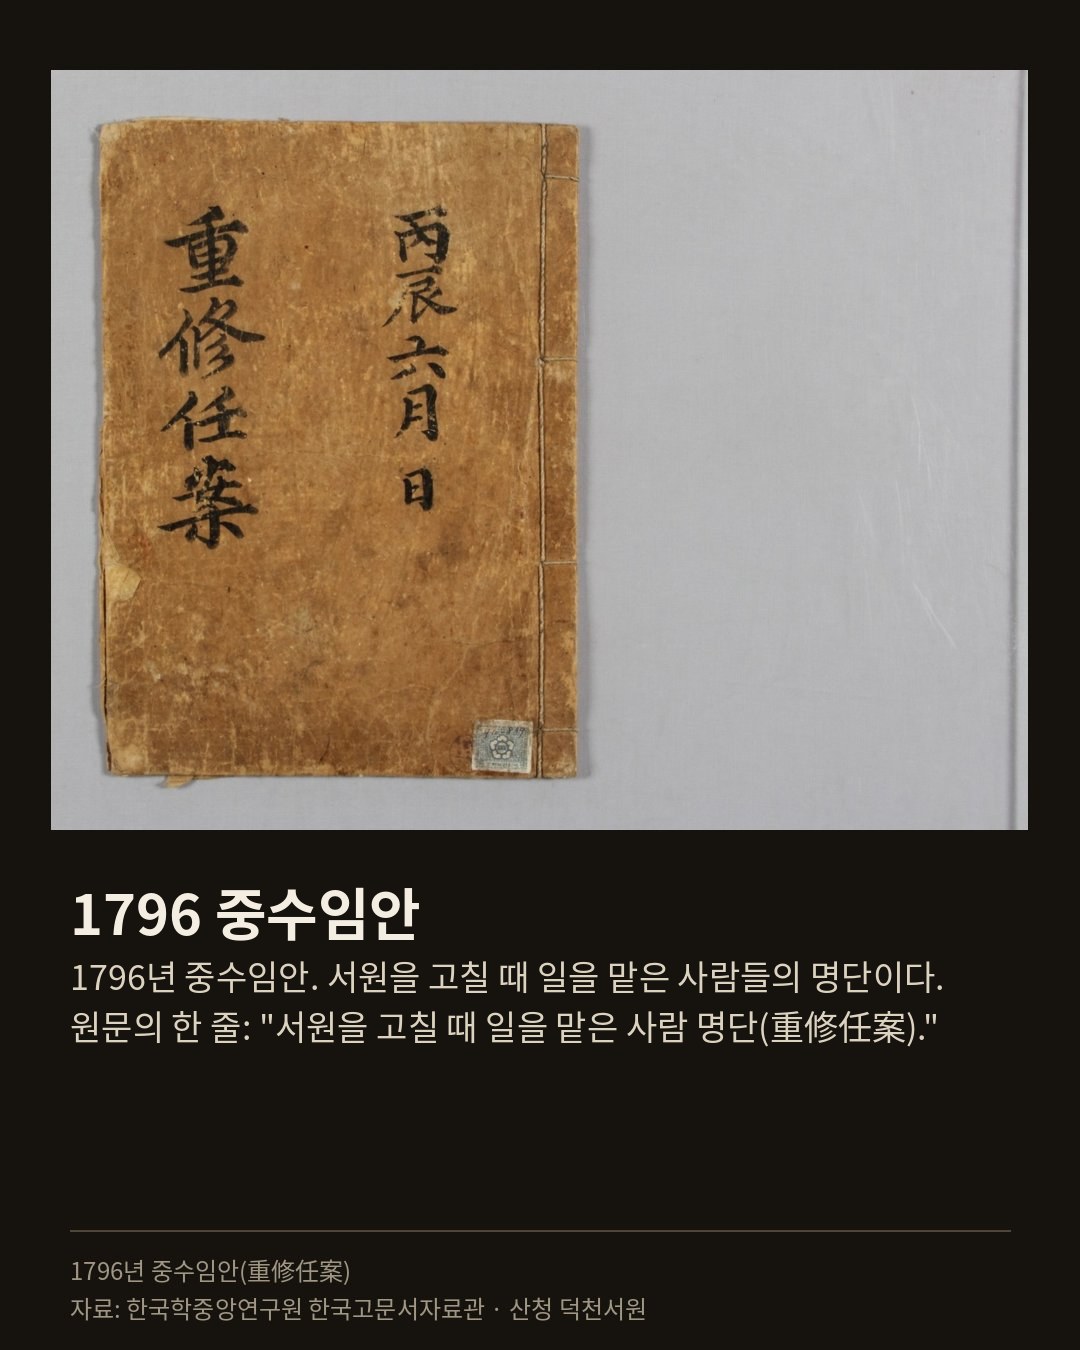 丙辰六月 日
重修任案
1796 중수임안
1796년 중수임안. 서원을 고칠 때 일을 맡은 사람들의 명단이다.
원문의 한 줄: "서원을 고칠 때 일을 맡은 사람 명단(重修任案)."
1796년 중수임안(重修任案)
자료: 한국학중앙연구원 한국고문서자료관 · 산청 덕천서원